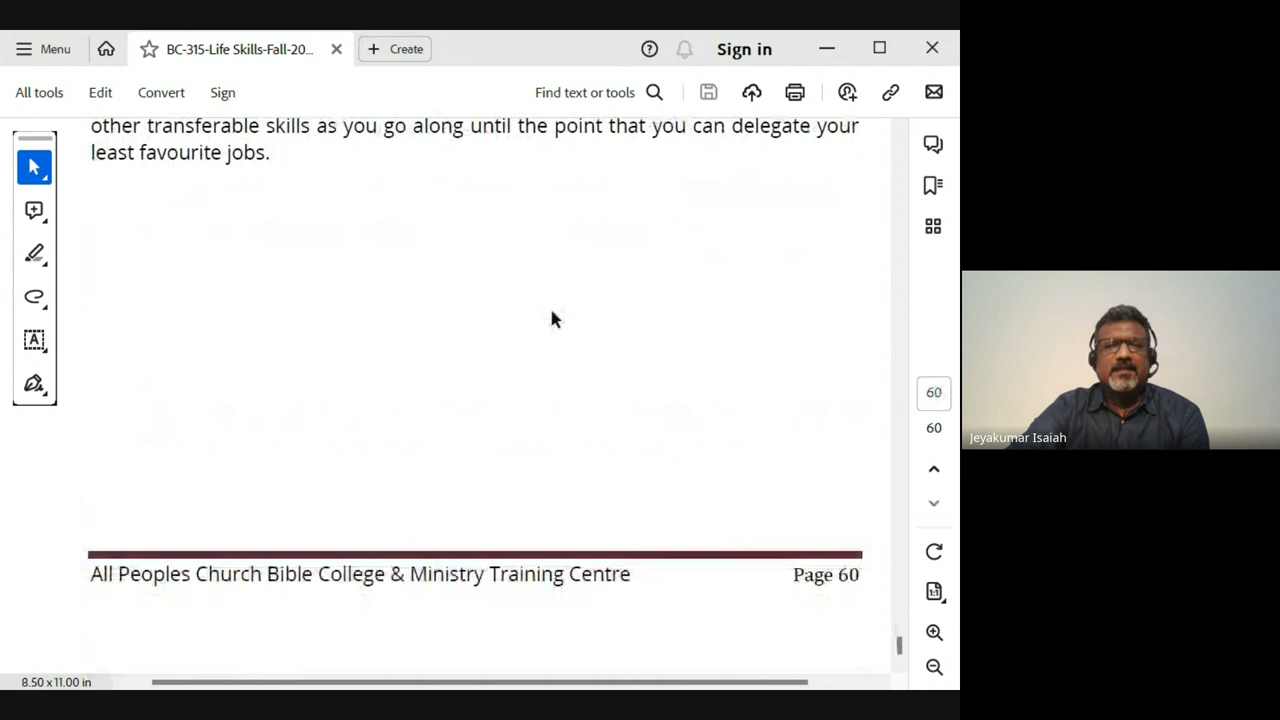 Menu
BC-315-Life Skills-Fall-20...
Create
Sign in
All tools
Edit
Convert
Sign
Find text or tools
other transferable skills as you go along until the point that you can delegate your
least favourite jobs.
60
60
Jeyakumar Isaiah
All Peoples Church Bible College & Ministry Training Centre
Page 60
8.50 x 11.00 in